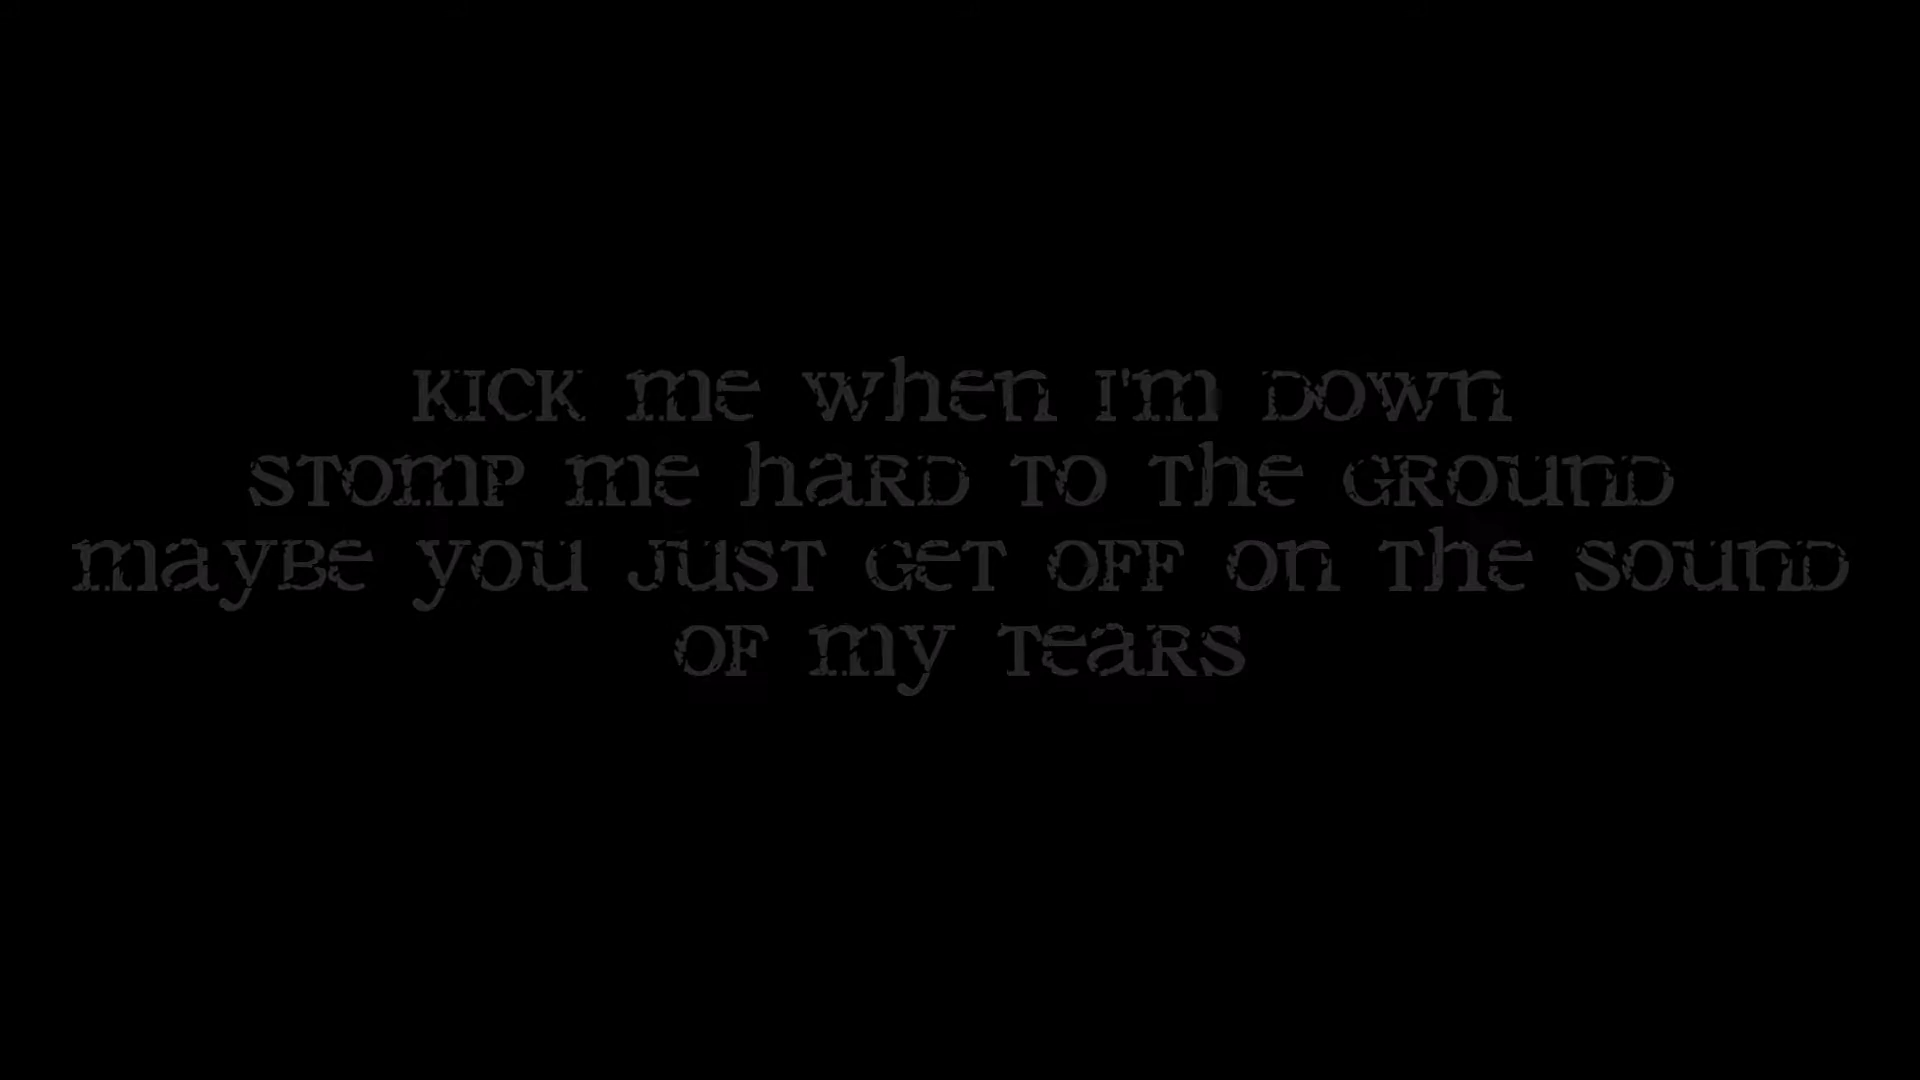 KICK me when I'm DOWN
STOMP me HARD TO THE GROUND
maybe you just get off on the sound
of my tears